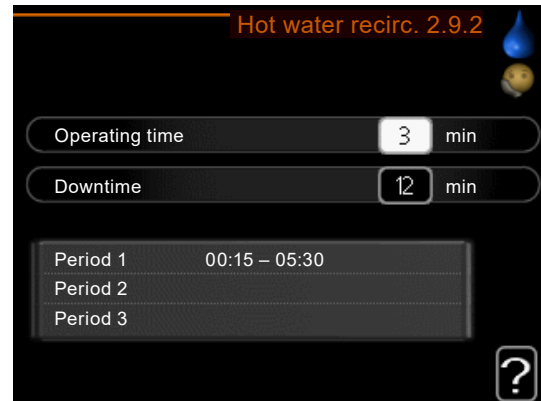 Hot water recirc. 2.9.2
Operating time 3 min
Downtime 12 min
Period 1 00:15 – 05:30
Period 2
Period 3
?